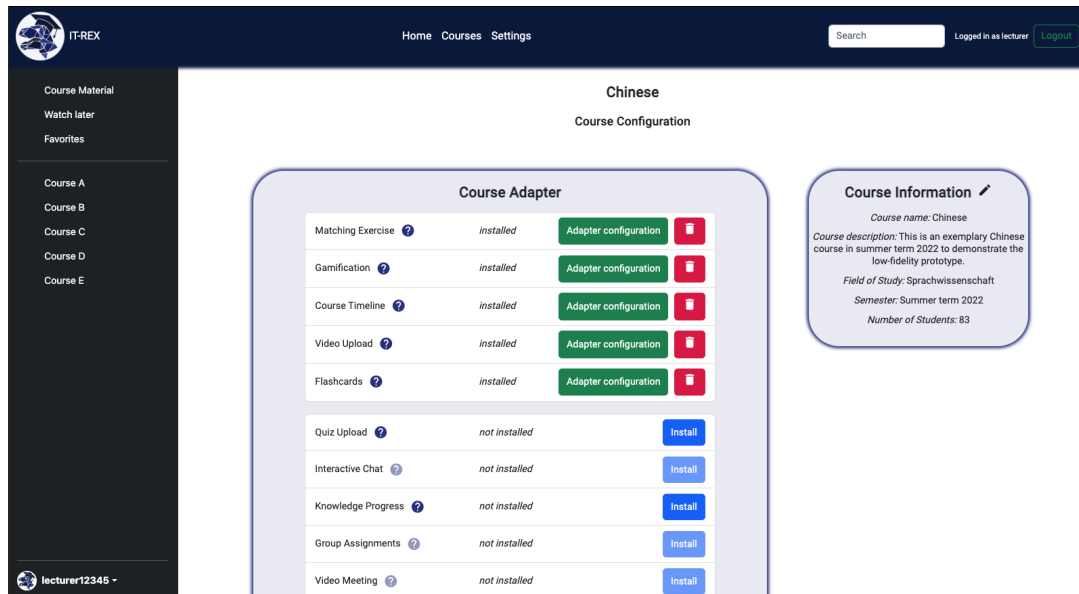 IT-REX
Home Courses Settings
Search
Logged in as lecturer
Logout
Course Material
Watch later
Favorites
Course A
Course B
Course C
Course D
Course E
lecturer12345
Chinese
Course Configuration
Course Adapter
Matching Exercise ? installed Adapter configuration
Gamification ? installed Adapter configuration
Course Timeline ? installed Adapter configuration
Video Upload ? installed Adapter configuration
Flashcards ? installed Adapter configuration
Quiz Upload ? not installed Install
Interactive Chat ? not installed Install
Knowledge Progress ? not installed Install
Group Assignments ? not installed Install
Video Meeting ? not installed Install
Course Information
Course name: Chinese
Course description: This is an exemplary Chinese
course in summer term 2022 to demonstrate the
low-fidelity prototype.
Field of Study: Sprachwissenschaft
Semester: Summer term 2022
Number of Students: 83